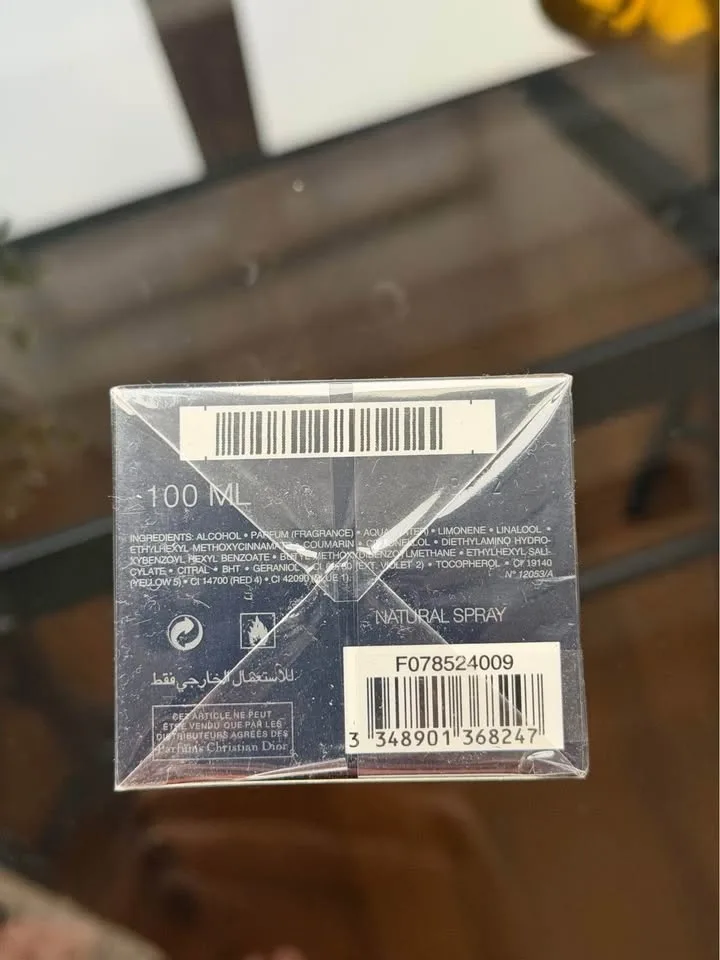 100 ML
INGREDIENTS: ALCOHOL • PARFUM (FRAGRANCE) • AQUA (WATER) • LIMONENE • LINALOOL •
ETHYLHEXYL METHOXYCINNAMATE • COUMARIN • CITRONELLOL • DIETHYLAMINO HYDRO-
XYBENZOYL HEXYL BENZOATE • BUTYL METHOXYDIBENZOYLMETHANE • ETHYLHEXYL SALI-
CYLATE • CITRAL • BHT • GERANIOL • (EXT. VIOLET 2) • TOCOPHEROL • CI 19140
(YELLOW 5) • CI 14700 (RED 4) • CI 42090 (BLUE 1). N° 12053/A
NATURAL SPRAY
للاستعمال الخارجي فقط
F078524009
3 348901 368247
CET ARTICLE NE PEUT
ÊTRE VENDU QUE PAR LES
DISTRIBUTEURS AGRÉÉS DES
Parfums Christian Dior